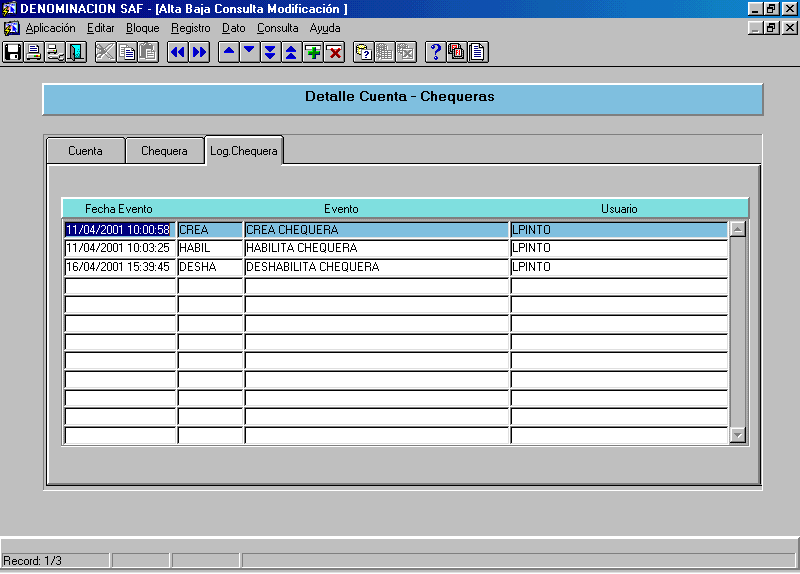 DENOMINACION SAF - [Alta Baja Consulta Modificación ]
Aplicación Editar Bloque Registro Dato Consulta Ayuda
Detalle Cuenta - Chequeras
Cuenta Chequera Log.Chequera
Fecha Evento Evento Usuario
11/04/2001 10:00:58 CREA CREA CHEQUERA LPINTO
11/04/2001 10:03:25 HABIL HABILITA CHEQUERA LPINTO
16/04/2001 15:39:45 DESHA DESHABILITA CHEQUERA LPINTO
Record: 1/3